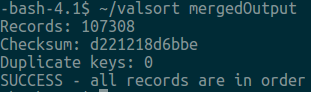 -bash-4.1$ ~/valsort mergedOutput
Records: 107308
Checksum: d221218d6bbe
Duplicate keys: 0
SUCCESS - all records are in order